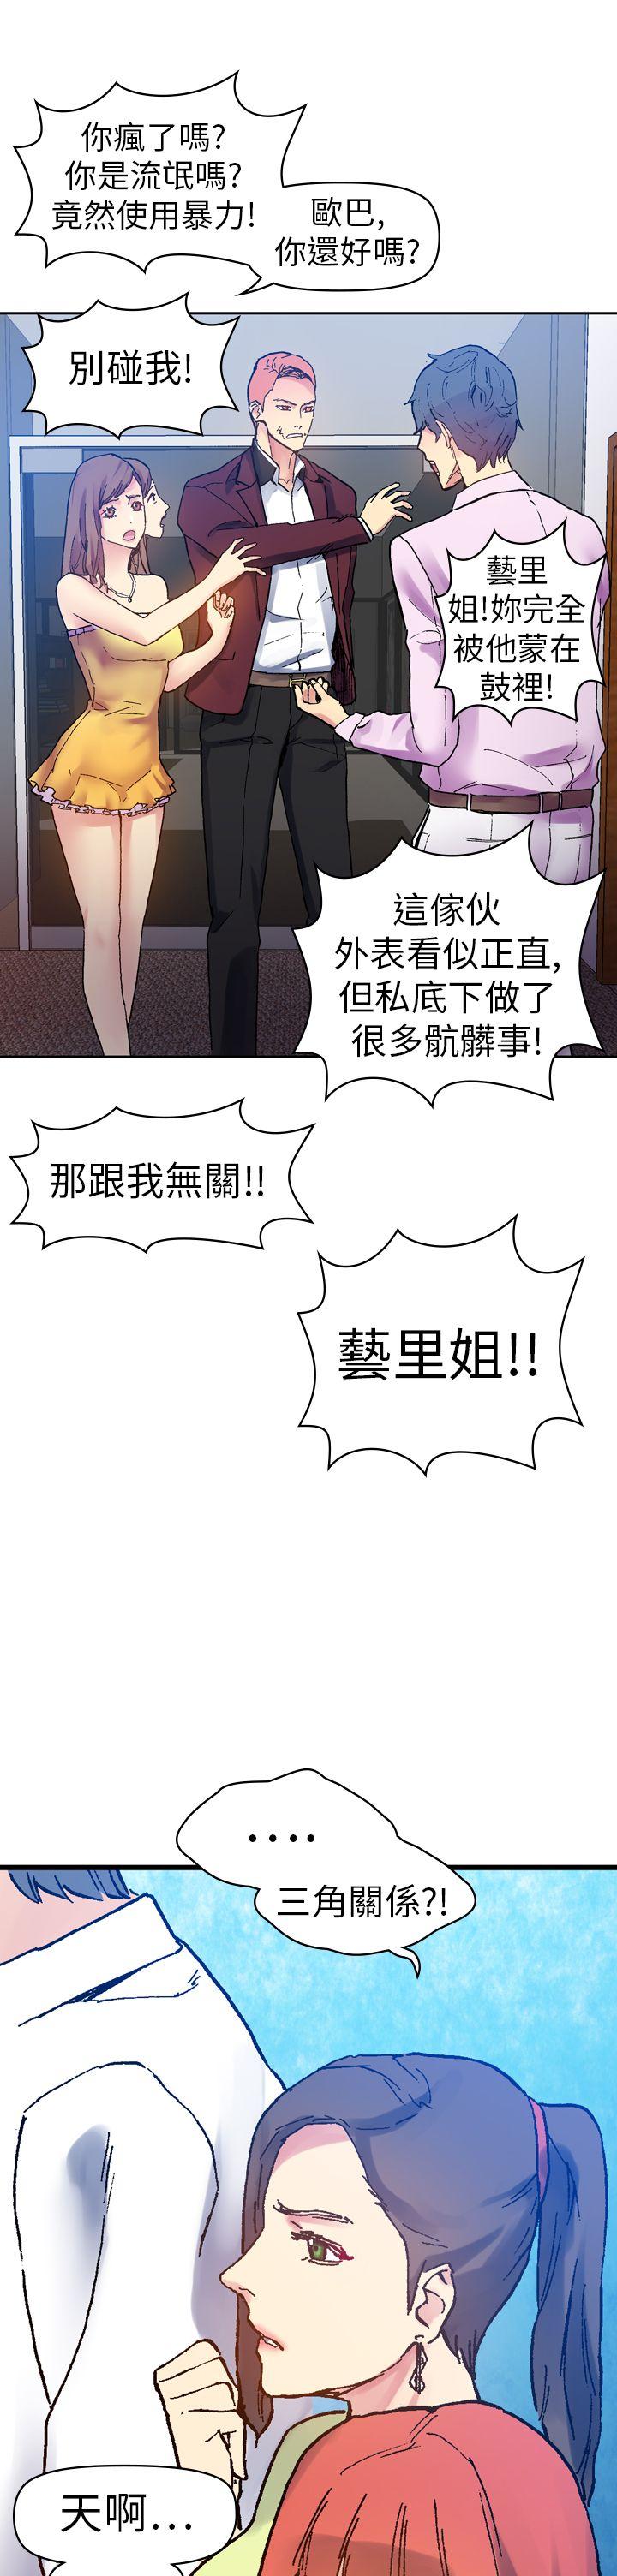 你瘋了嗎?
你是流氓嗎?
竟然使用暴力!
歐巴,
你還好嗎?
別碰我!
藝里
姐!妳完全
被他蒙在
鼓裡!
這傢伙
外表看似正直,
但私底下做了
很多骯髒事!
那跟我無關!!
藝里姐!!
....
三角關係?!
天啊...